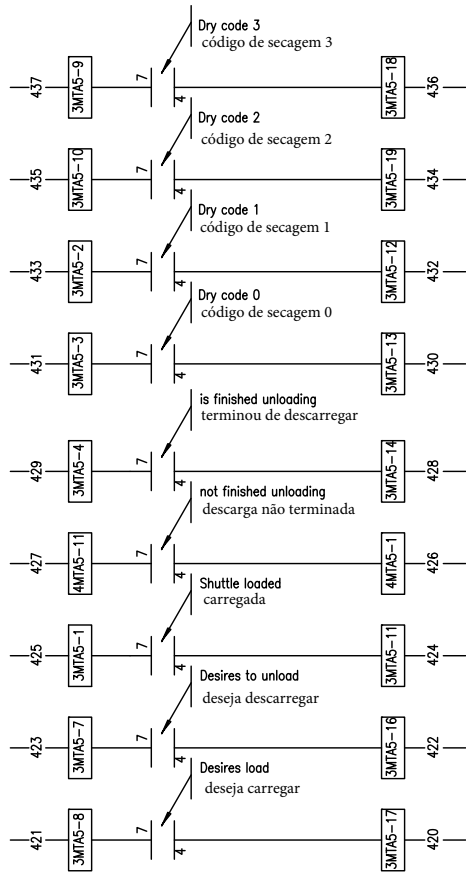 Dry code 3
código de secagem 3
437
3MTA5-9
7
4
3MTA5-18
436
Dry code 2
código de secagem 2
435
3MTA5-10
7
4
3MTA5-19
434
Dry code 1
código de secagem 1
433
3MTA5-2
7
4
3MTA5-12
432
Dry code 0
código de secagem 0
431
3MTA5-3
7
4
3MTA5-13
430
is finished unloading
terminou de descarregar
429
3MTA5-4
7
4
3MTA5-14
428
not finished unloading
descarga não terminada
427
4MTA5-11
7
4
4MTA5-1
426
Shuttle loaded
carregada
425
3MTA5-1
7
4
3MTA5-11
424
Desires to unload
deseja descarregar
423
3MTA5-7
7
4
3MTA5-16
422
Desires load
deseja carregar
421
3MTA5-8
7
4
3MTA5-17
420